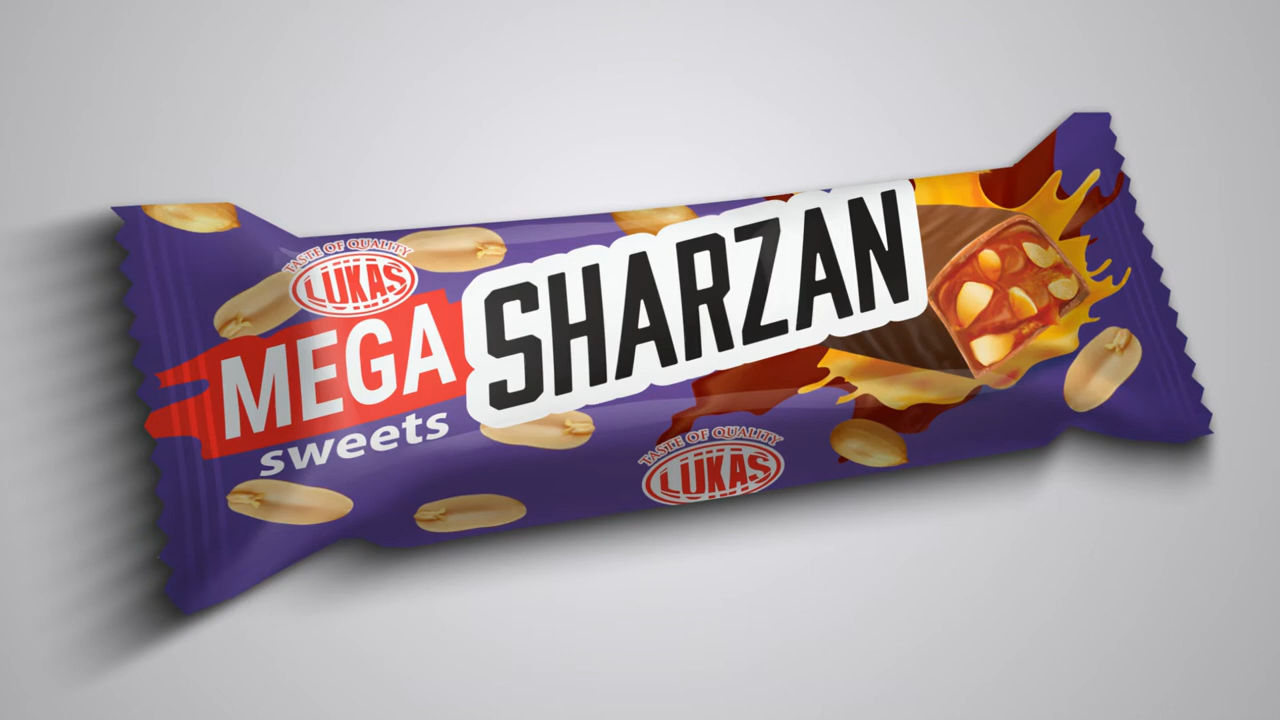 TASTE OF QUALITY
LUKAS
MEGA
sweets
SHARZAN
TASTE OF QUALITY
LUKAS